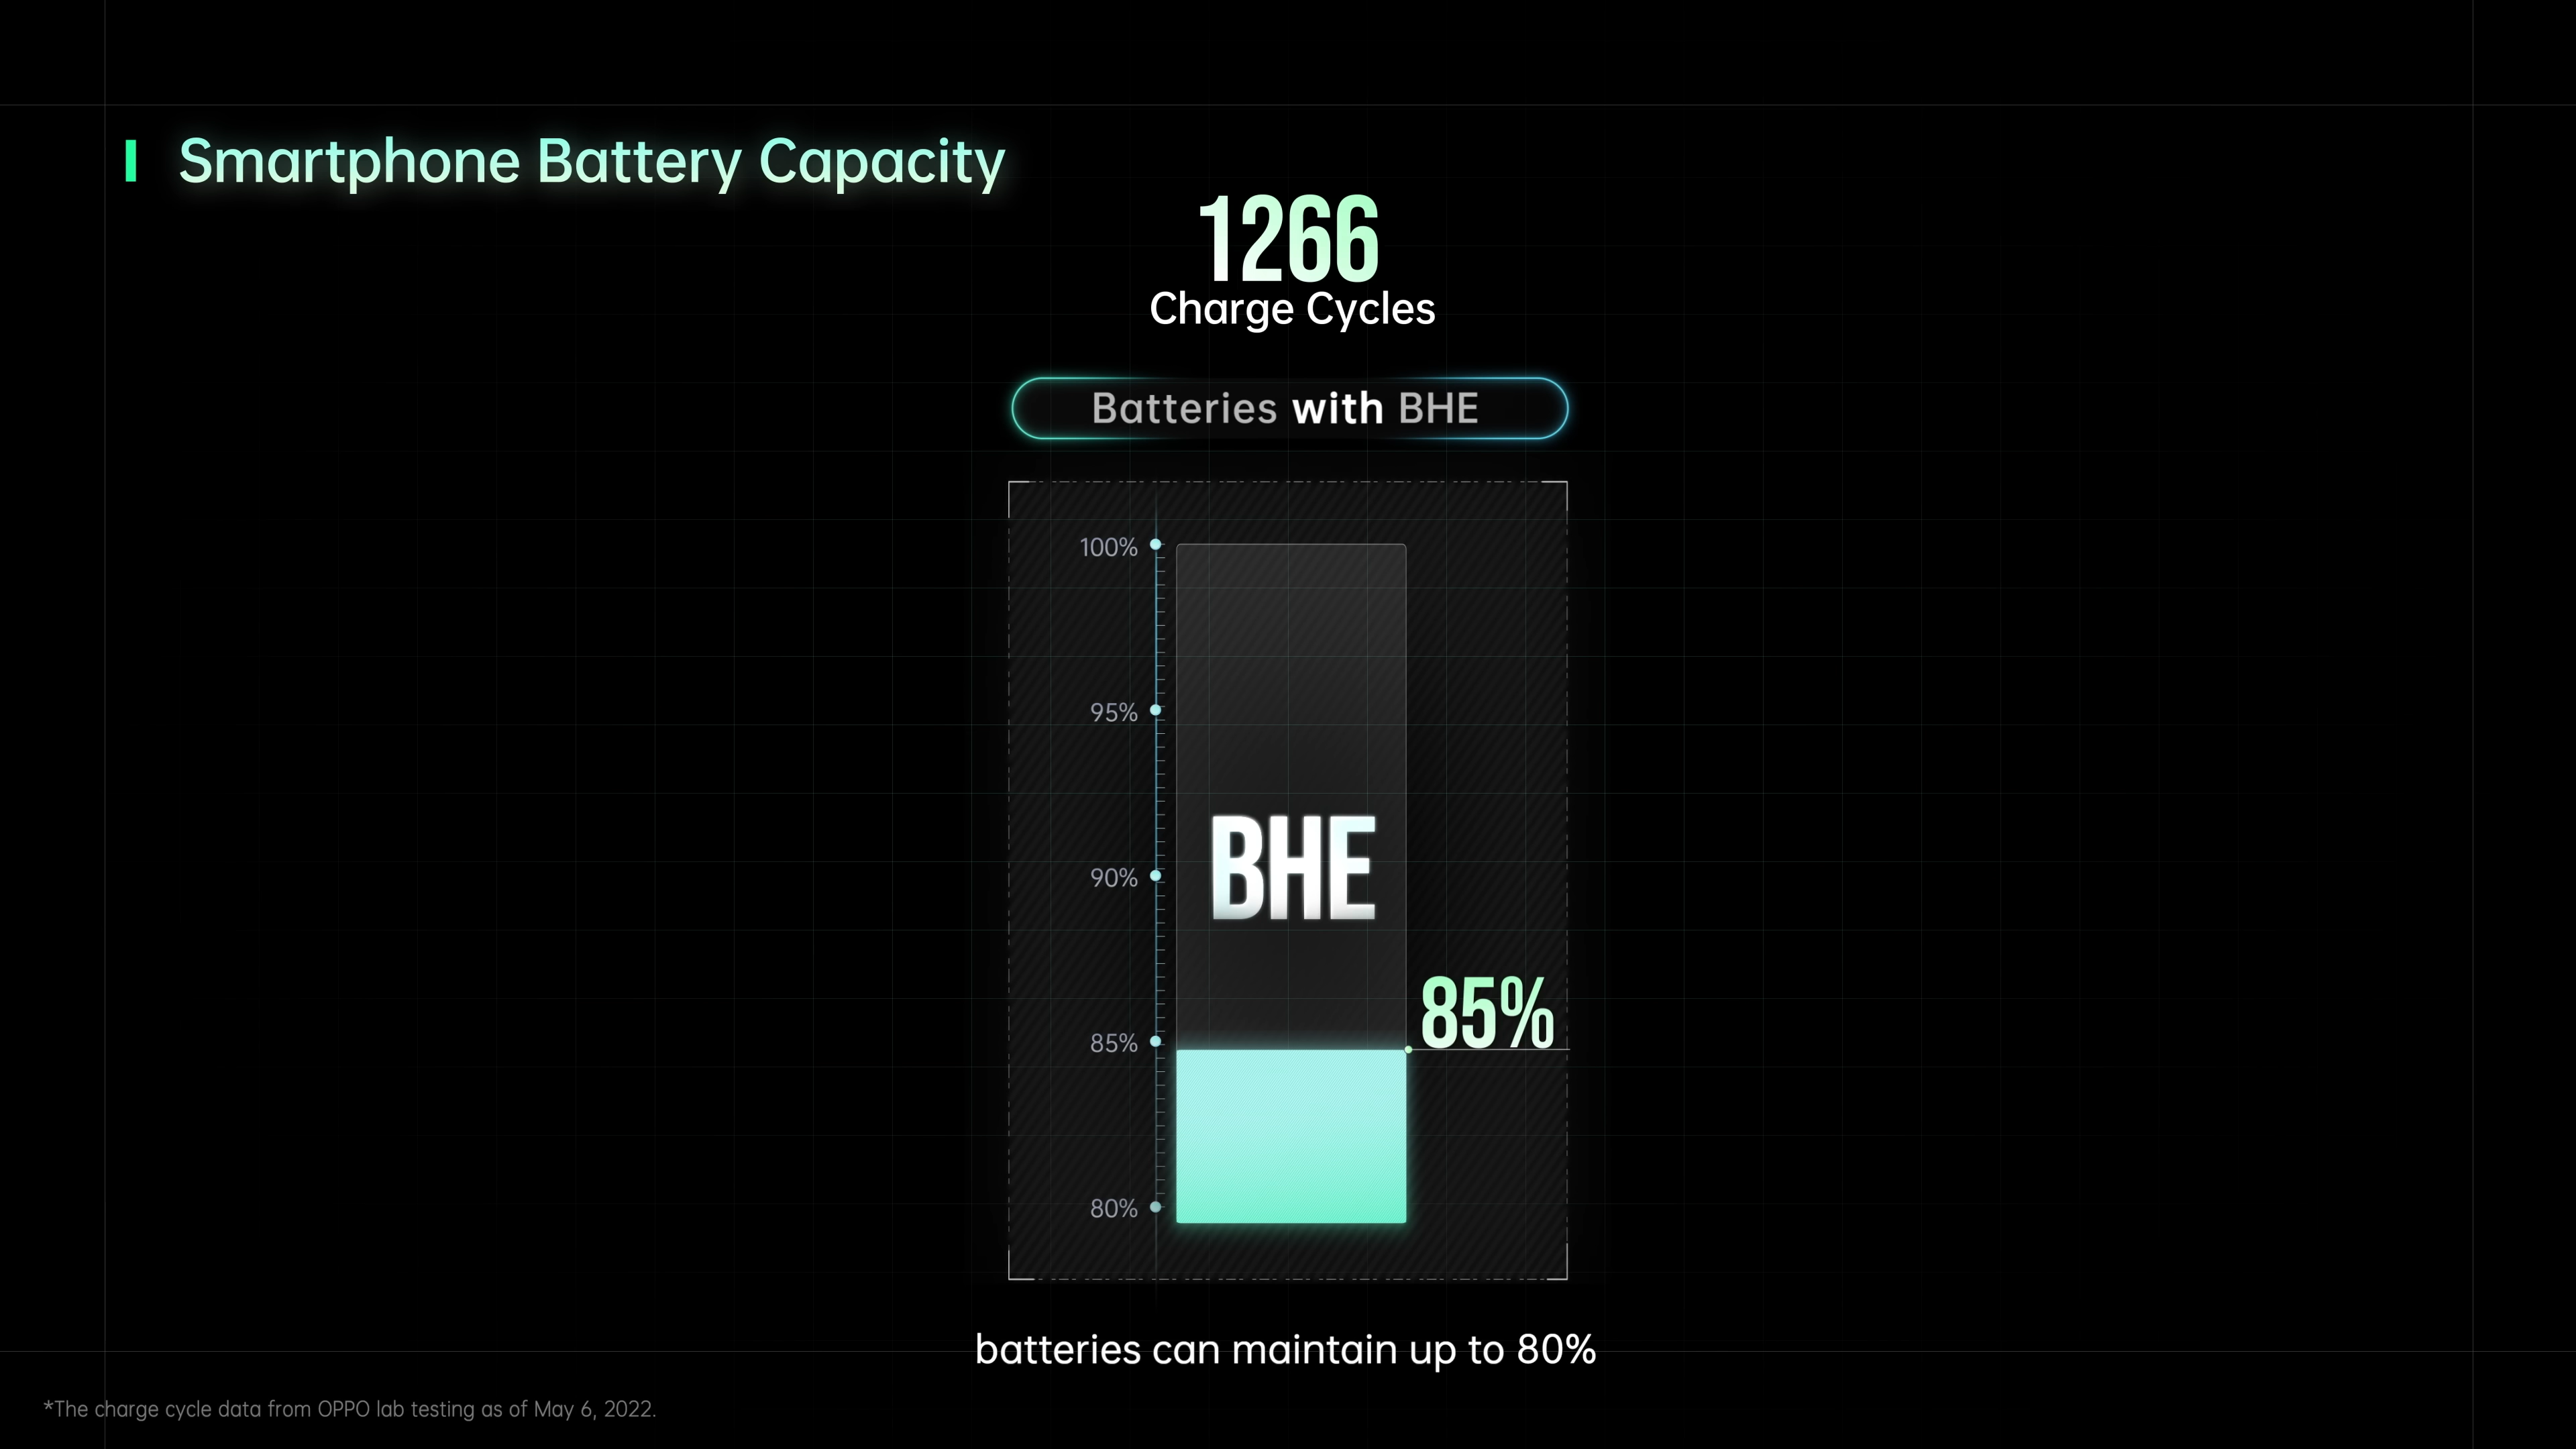 Smartphone Battery Capacity
1266
Charge Cycles
Batteries with BHE
100%
95%
90%
BHE
85%
85%
80%
batteries can maintain up to 80%
*The charge cycle data from OPPO lab testing as of May 6, 2022.